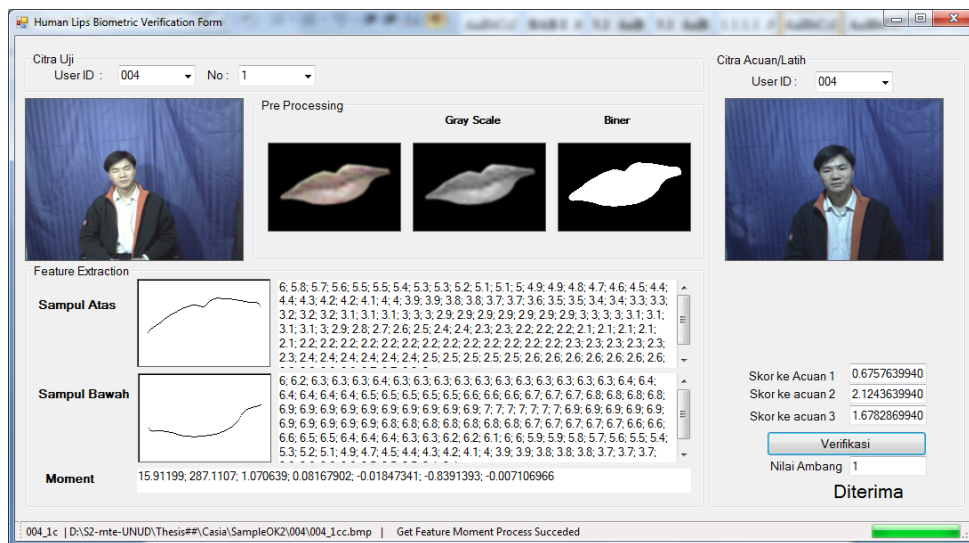 Human Lips Biometric Verification Form
Citra Uji
User ID : 004 No : 1
Pre Processing
Gray Scale
Biner
Feature Extraction
Sampul Atas
6; 5.8; 5.7; 5.6; 5.5; 5.5; 5.4; 5.3; 5.3; 5.2; 5.1; 5.1; 5; 4.9; 4.9; 4.8; 4.7; 4.6; 4.5; 4.4;
4.4; 4.3; 4.2; 4.2; 4.1; 4; 4; 3.9; 3.9; 3.8; 3.8; 3.7; 3.7; 3.6; 3.5; 3.5; 3.4; 3.4; 3.3; 3.3;
3.2; 3.2; 3.2; 3.1; 3.1; 3; 3; 3; 2.9; 2.9; 2.9; 2.9; 2.9; 2.9; 2.9; 3; 3; 3; 3; 3.1; 3.1;
3.1; 3.1; 3; 2.9; 2.8; 2.7; 2.6; 2.5; 2.4; 2.4; 2.3; 2.3; 2.2; 2.2; 2.2; 2.1; 2.1; 2.1; 2.1;
2.1; 2.2; 2.2; 2.2; 2.2; 2.2; 2.2; 2.2; 2.2; 2.2; 2.2; 2.2; 2.2; 2.3; 2.3; 2.3; 2.3; 2.3;
2.3; 2.4; 2.4; 2.4; 2.4; 2.4; 2.4; 2.5; 2.5; 2.5; 2.5; 2.5; 2.6; 2.6; 2.6; 2.6; 2.6; 2.6;
Sampul Bawah
6; 6.2; 6.3; 6.3; 6.3; 6.4; 6.3; 6.3; 6.3; 6.3; 6.3; 6.3; 6.3; 6.3; 6.3; 6.3; 6.3; 6.4; 6.4;
6.4; 6.4; 6.4; 6.4; 6.5; 6.5; 6.5; 6.5; 6.5; 6.6; 6.6; 6.6; 6.7; 6.7; 6.7; 6.8; 6.8; 6.8; 6.8;
6.9; 6.9; 6.9; 6.9; 6.9; 6.9; 6.9; 6.9; 6.9; 6.9; 7; 7; 7; 7; 7; 7; 6.9; 6.9; 6.9; 6.9; 6.9;
6.9; 6.9; 6.9; 6.9; 6.9; 6.8; 6.8; 6.8; 6.8; 6.8; 6.8; 6.8; 6.7; 6.7; 6.7; 6.7; 6.7; 6.6; 6.6;
6.6; 6.5; 6.5; 6.4; 6.4; 6.4; 6.3; 6.3; 6.2; 6.2; 6.1; 6; 6; 5.9; 5.9; 5.8; 5.7; 5.6; 5.5; 5.4;
5.3; 5.2; 5.1; 4.9; 4.7; 4.5; 4.4; 4.3; 4.2; 4.1; 4; 3.9; 3.9; 3.8; 3.8; 3.8; 3.7; 3.7; 3.7;
Moment
15.91199; 287.1107; 1.070639; 0.08167902; -0.01847341; -0.8391393; -0.007106966
Citra Acuan/Latih
User ID : 004
Skor ke Acuan 1 0.6757639940
Skor ke acuan 2 2.1243639940
Skor ke acuan 3 1.6782869940
Verifikasi
Nilai Ambang 1
Diterima
004_1c | D:\S2-mte-UNUD\Thesis##\Casia\SampleOK2\004\004_1cc.bmp | Get Feature Moment Process Succeded